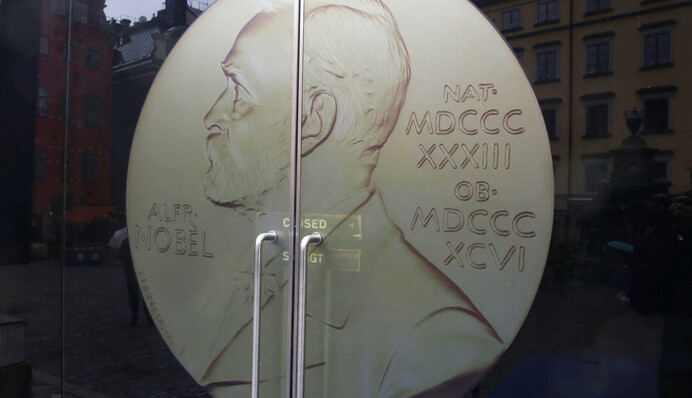 ALFR·
NOBEL
NAT·
MDCCC
XXXIII
OB·
MDCCC
XCVI
CLOSED